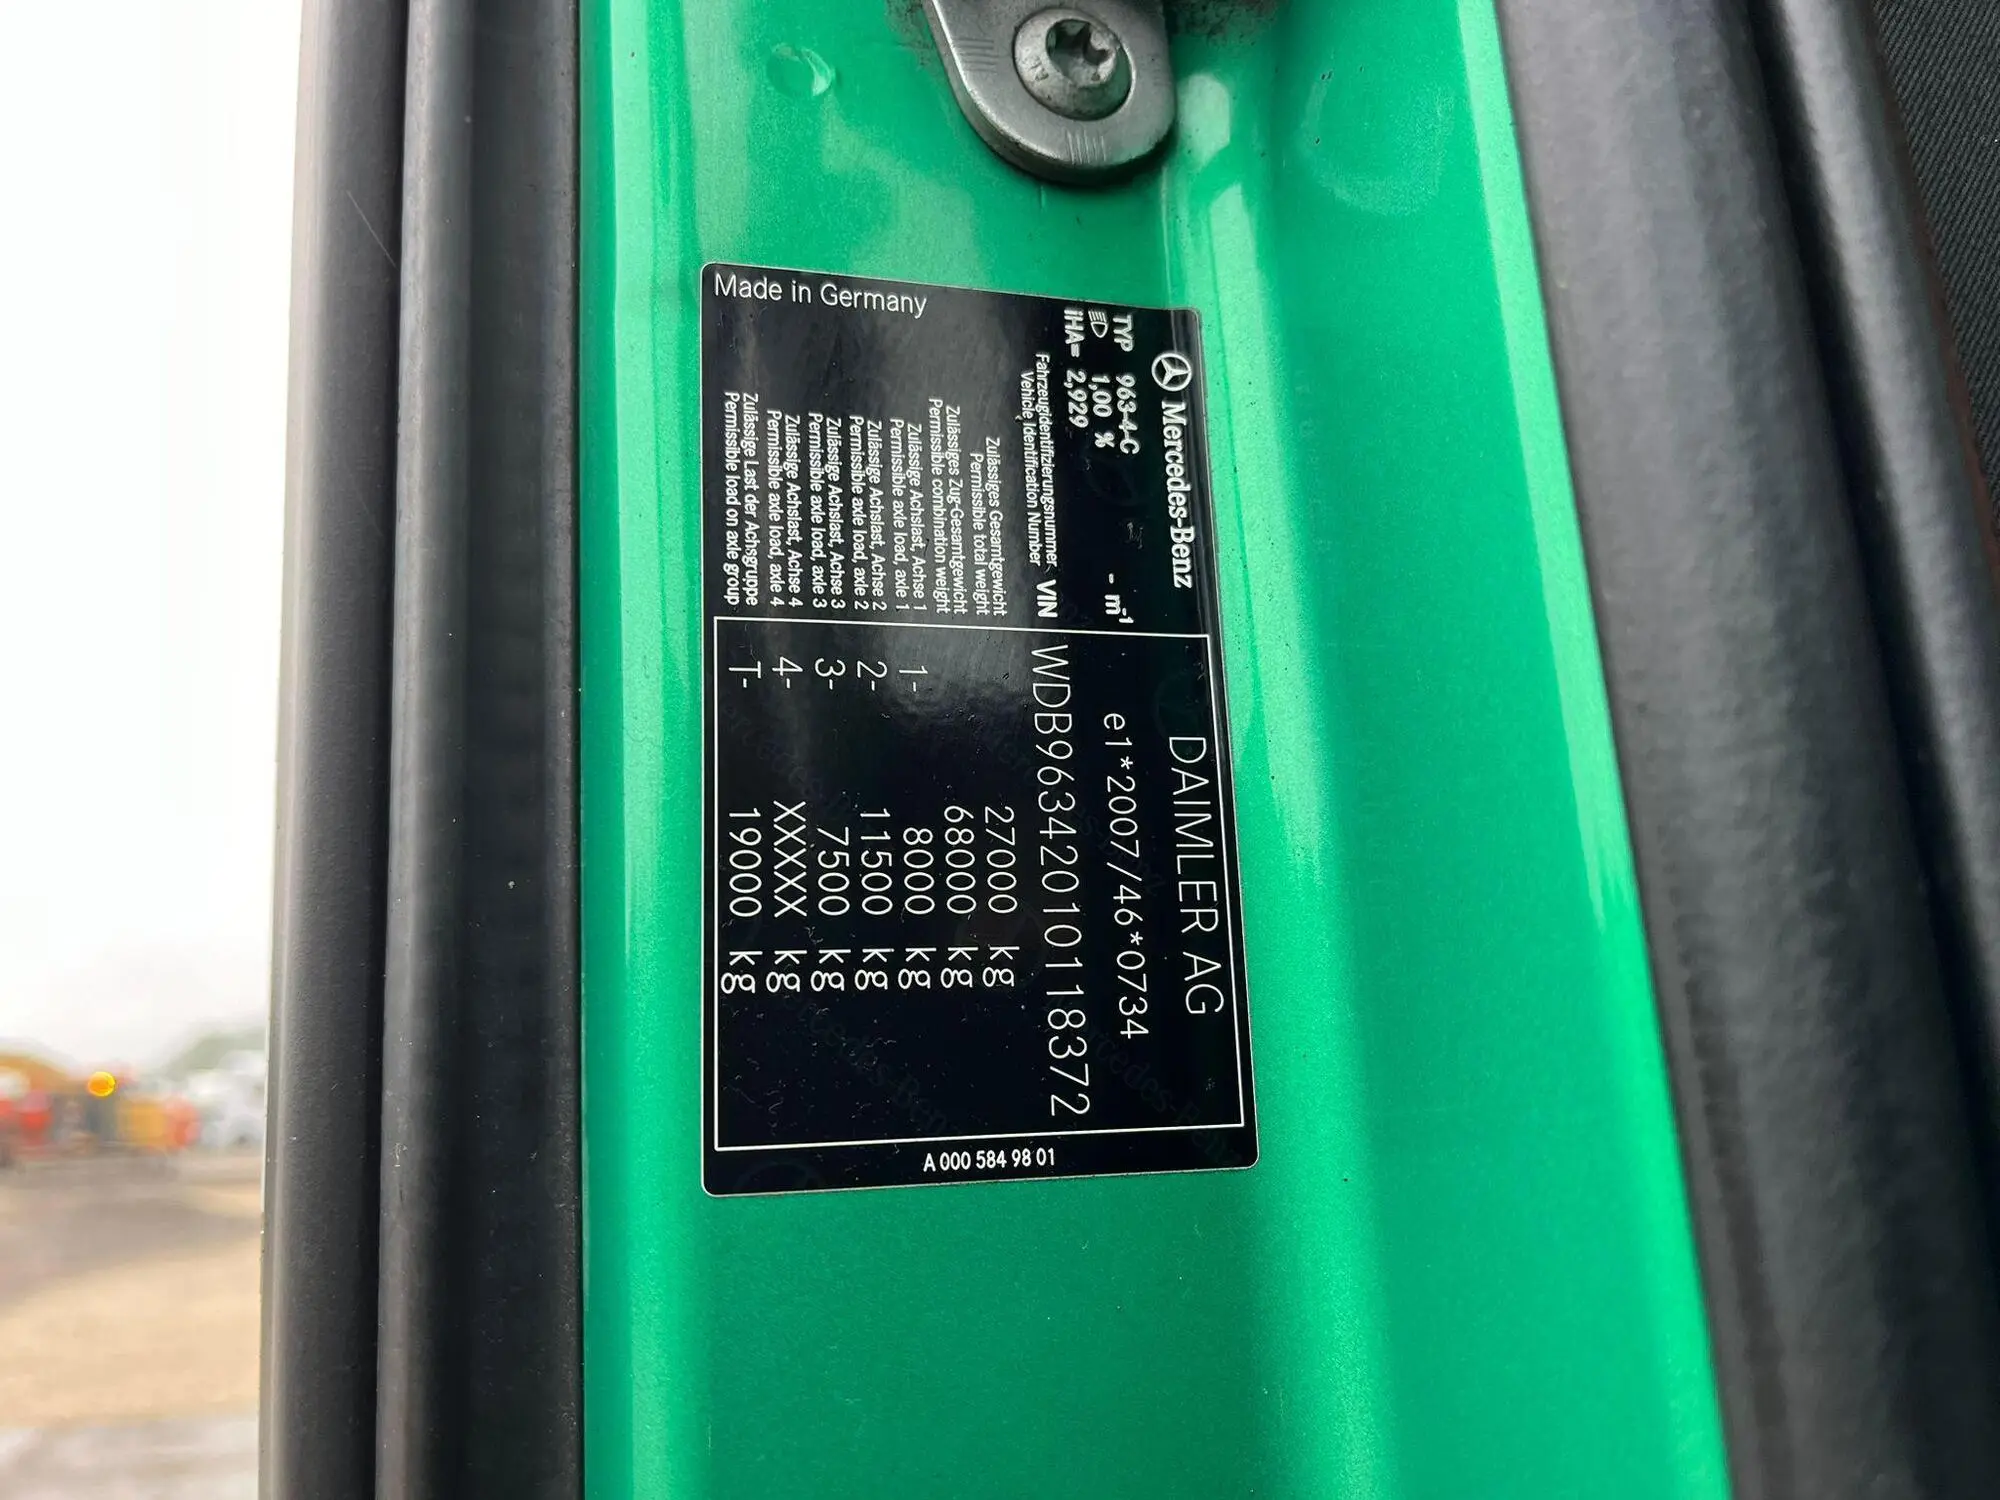 Mercedes-Benz
DAIMLER AG
TYP 963-4-C
1,00 % - m⁻¹ e1*2007/46*0734
iHA= 2,929
Fahrzeugidentifizierungsnummer
Vehicle Identification Number VIN WDB96342010118372
Zulässiges Gesamtgewicht
Permissible total weight 27000 kg
Zulässiges Zug-Gesamtgewicht
Permissible combination weight 68000 kg
Zulässige Achslast, Achse 1
Permissible axle load, axle 1 1- 8000 kg
Zulässige Achslast, Achse 2
Permissible axle load, axle 2 2- 11500 kg
Zulässige Achslast, Achse 3
Permissible axle load, axle 3 3- 7500 kg
Zulässige Achslast, Achse 4
Permissible axle load, axle 4 4- XXXXX kg
Zulässige Last der Achsgruppe
Permissible load on axle group T- 19000 kg
Made in Germany
A 000 584 98 01